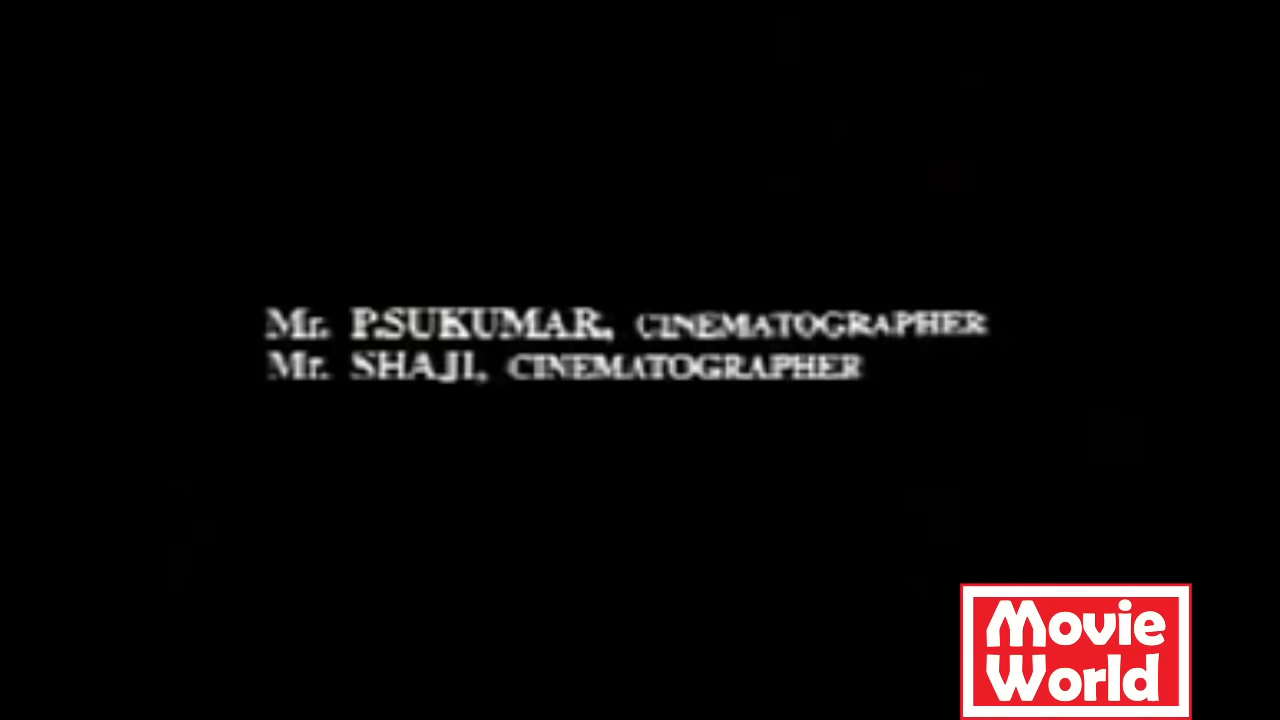 Mr. P.SUKUMAR, CINEMATOGRAPHER
Mr. SHAJI, CINEMATOGRAPHER
Movie
World